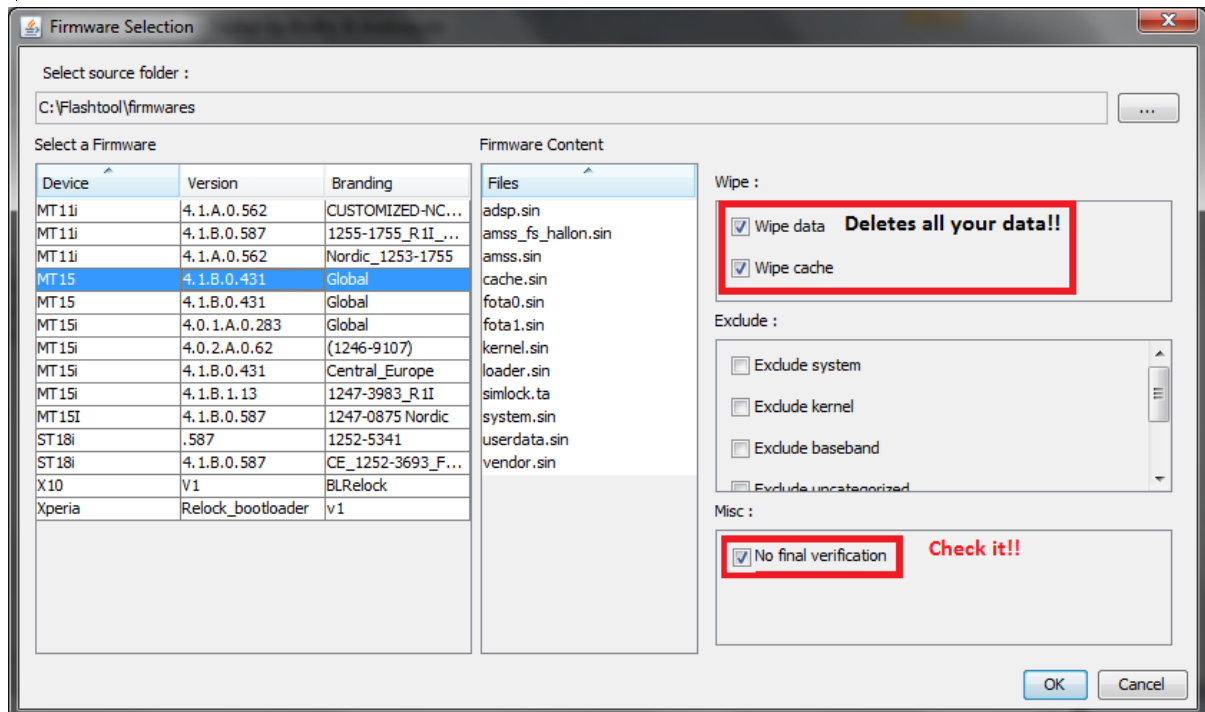 Firmware Selection
Select source folder :
C:\Flashtool\firmwares
...
Select a Firmware
Firmware Content
Device Version Branding
Files
Wipe :
MT11i 4.1.A.0.562 CUSTOMIZED-NC...
adsp.sin
MT11i 4.1.B.0.587 1255-1755_R1I_...
amss_fs_hallon.sin
Wipe data Deletes all your data!!
MT11i 4.1.A.0.562 Nordic_1253-1755
amss.sin
MT15 4.1.B.0.431 Global
cache.sin
Wipe cache
MT15 4.1.B.0.431 Global
fota0.sin
MT15i 4.0.1.A.0.283 Global
fota1.sin
Exclude :
MT15i 4.0.2.A.0.62 (1246-9107)
kernel.sin
MT15i 4.1.B.0.431 Central_Europe
loader.sin
Exclude system
MT15i 4.1.B.1.13 1247-3983_R1I
simlock.ta
Exclude kernel
MT15I 4.1.B.0.587 1247-0875 Nordic
system.sin
ST18i .587 1252-5341
userdata.sin
Exclude baseband
ST18i 4.1.B.0.587 CE_1252-3693_F...
vendor.sin
X10 V1 BLRelock
Exclude uncategorized
Xperia Relock_bootloader v1
Misc :
No final verification Check it!!
OK Cancel